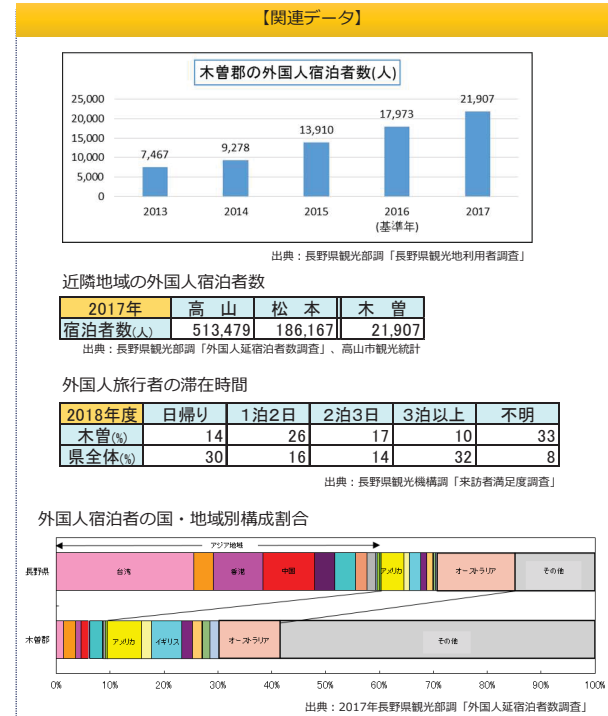 【関連データ】
木曽郡の外国人宿泊者数(人)
25,000
20,000
15,000
10,000
5,000
0
7,467
9,278
13,910
17,973
21,907
2013
2014
2015
2016
2017
(基準年)
出典：長野県観光部調「長野県観光地利用者調査」
近隣地域の外国人宿泊者数
2017年 高 山 松 本 木 曽
宿泊者数(人) 513,479 186,167 21,907
出典：長野県観光部調「外国人延宿泊者数調査」、高山市観光統計
外国人旅行者の滞在時間
2018年度 日帰り 1泊2日 2泊3日 3泊以上 不明
木曽(%) 14 26 17 10 33
県全体(%) 30 16 14 32 8
出典：長野県観光機構調「来訪者満足度調査」
外国人宿泊者の国・地域別構成割合
アジア地域
長野県 台湾 香港 中国 アメリカ オーストラリア その他
木曽郡 アメリカ イギリス オーストラリア その他
0% 10% 20% 30% 40% 50% 60% 70% 80% 90% 100%
出典：2017年長野県観光部調「外国人延宿泊者数調査」